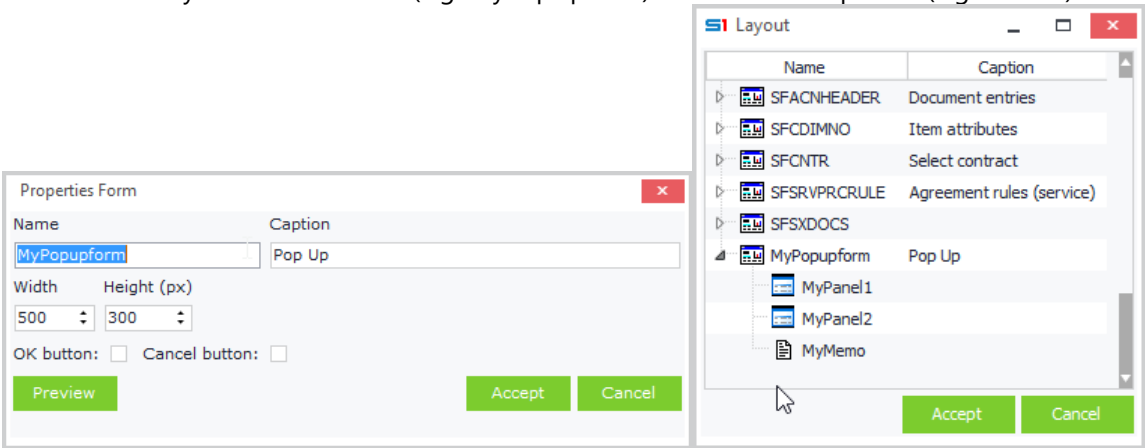 Properties Form
Name Caption
MyPopupform Pop Up
Width Height (px)
500 300
OK button: Cancel button:
Preview Accept Cancel
S1 Layout
Name Caption
SFACNHEADER Document entries
SFCDIMNO Item attributes
SFCNTR Select contract
SFSRVPRCRULE Agreement rules (service)
SFSXDOCS
MyPopupform Pop Up
MyPanel1
MyPanel2
MyMemo
Accept Cancel